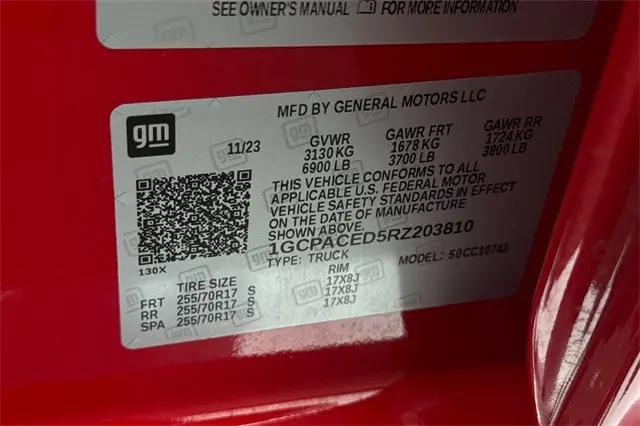 SEE OWNER'S MANUAL FOR MORE INFORMATION
MFD BY GENERAL MOTORS LLC
gm
11/23
GVWR GAWR FRT GAWR RR
3130 KG 1678 KG 1724 KG
6900 LB 3700 LB 3800 LB
THIS VEHICLE CONFORMS TO ALL
APPLICABLE U.S. FEDERAL MOTOR
VEHICLE SAFETY STANDARDS IN EFFECT
ON THE DATE OF MANUFACTURE
SHOWN ABOVE.
1GCPACED5RZ203810
TYPE: TRUCK MODEL: 50CC10743
130X
TIRE SIZE RIM
FRT 255/70R17 S 17X8J
RR 255/70R17 S 17X8J
SPA 255/70R17 S 17X8J